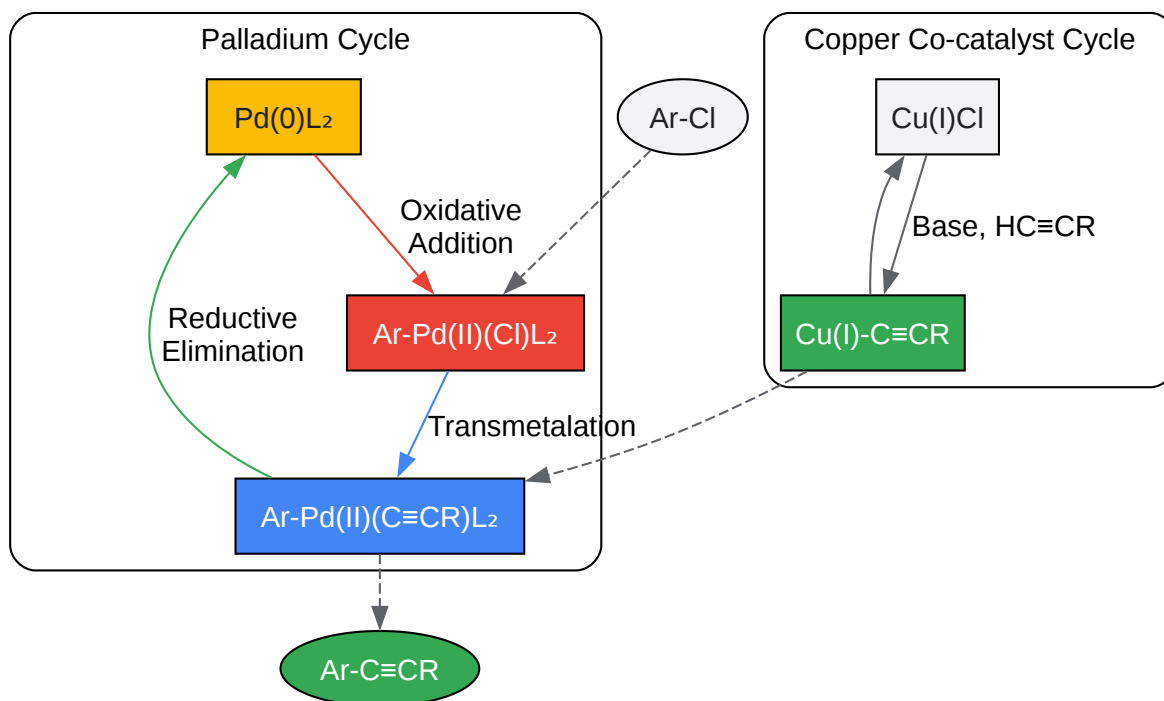 Palladium Cycle
Copper Co-catalyst Cycle
Pd(0)L₂
Ar-Cl
Cu(I)Cl
Oxidative
Addition
Base, HC≡CR
Reductive
Elimination
Ar-Pd(II)(Cl)L₂
Cu(I)-C≡CR
Transmetalation
Ar-Pd(II)(C≡CR)L₂
Ar-C≡CR